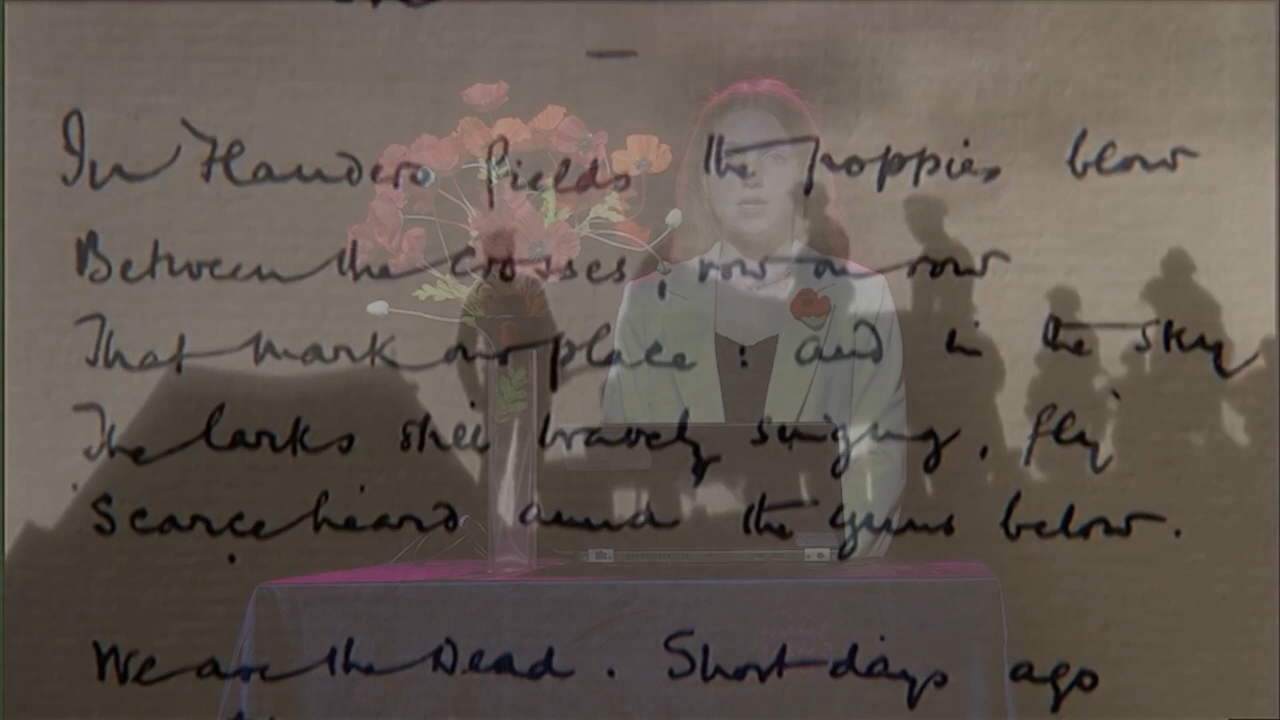 In Flanders fields the poppies blow
Between the crosses, row on row
That mark our place : and in the sky
The larks still bravely singing, fly
Scarce heard amid the guns below.
We are the Dead. Short days ago